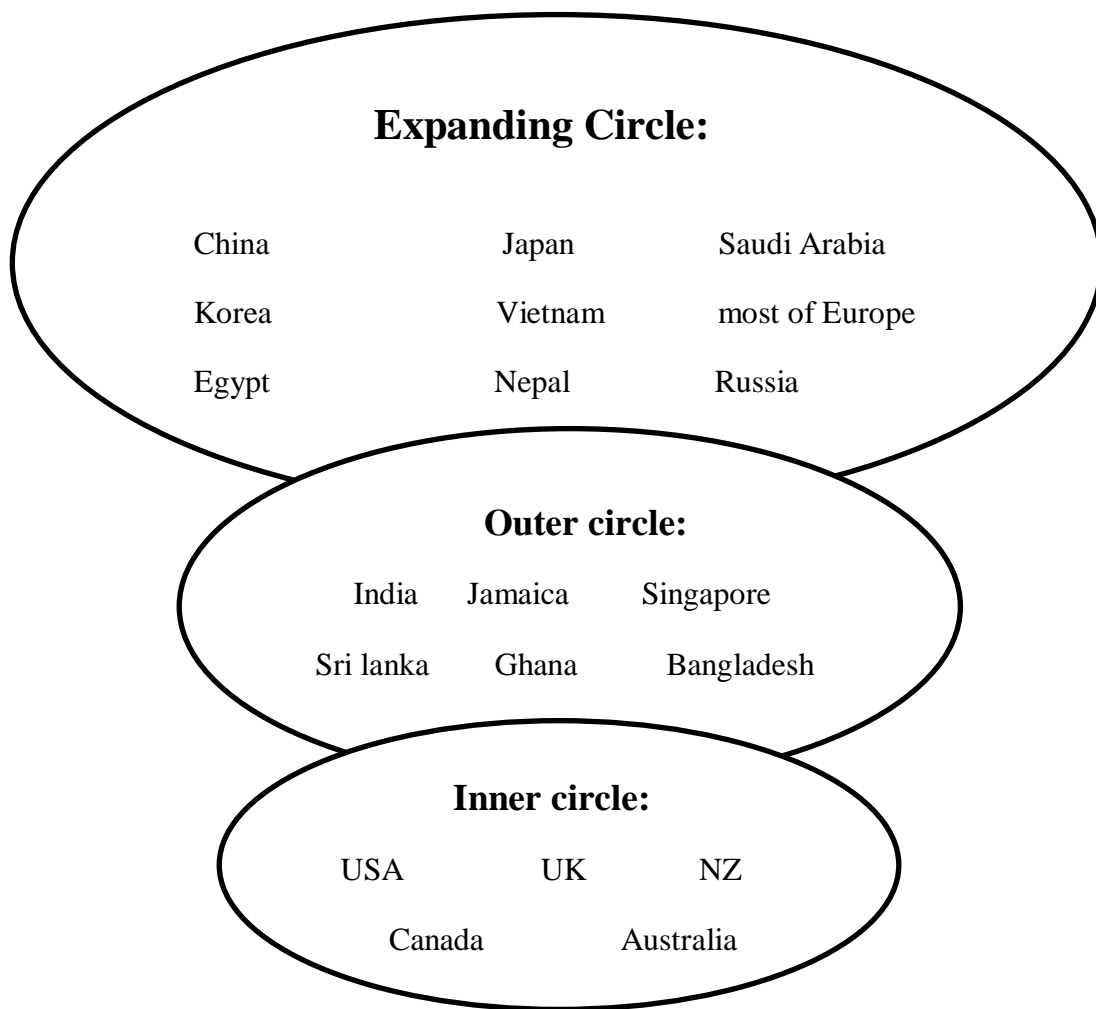 Expanding Circle:
China Japan Saudi Arabia
Korea Vietnam most of Europe
Egypt Nepal Russia
Outer circle:
India Jamaica Singapore
Sri lanka Ghana Bangladesh
Inner circle:
USA UK NZ
Canada Australia